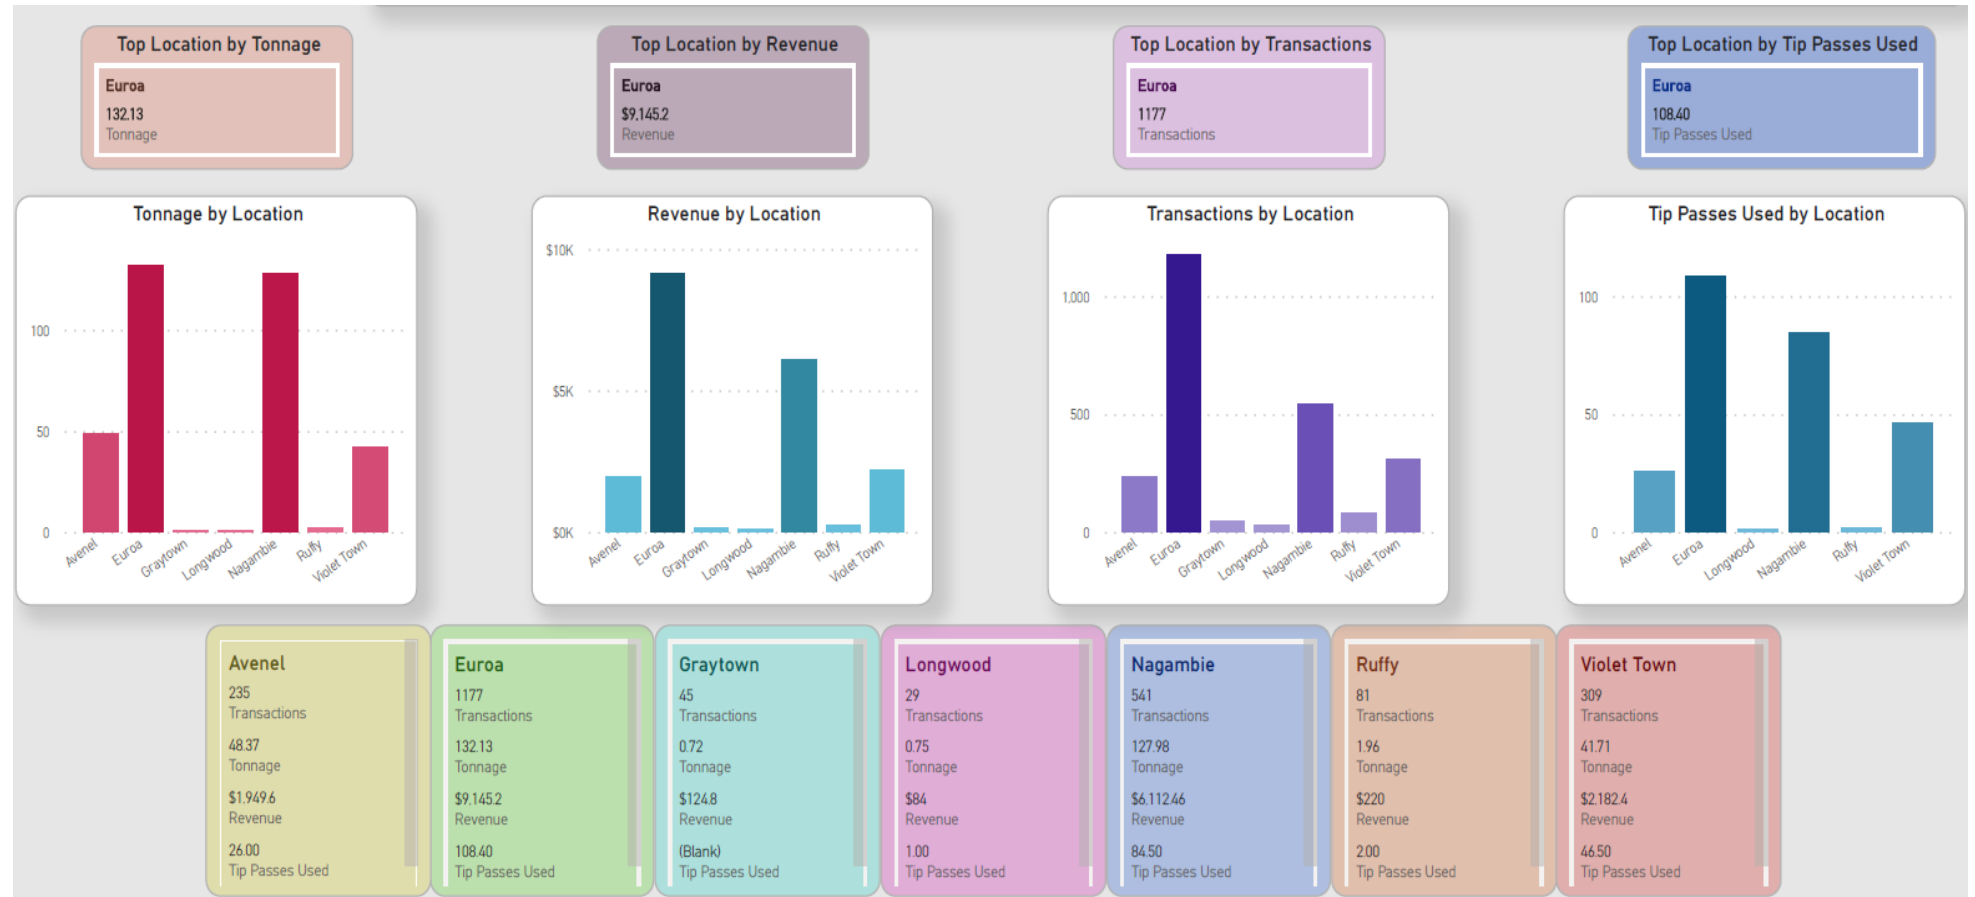 Top Location by Tonnage
Euroa
132.13
Tonnage
Top Location by Revenue
Euroa
$9,145.2
Revenue
Top Location by Transactions
Euroa
1177
Transactions
Top Location by Tip Passes Used
Euroa
108.40
Tip Passes Used
Tonnage by Location
100
50
0
Avenel
Euroa
Graytown
Longwood
Nagambie
Ruffy
Violet Town
Revenue by Location
$10K
$5K
$0K
Avenel
Euroa
Graytown
Longwood
Nagambie
Ruffy
Violet Town
Transactions by Location
1,000
500
0
Avenel
Euroa
Graytown
Longwood
Nagambie
Ruffy
Violet Town
Tip Passes Used by Location
100
50
0
Avenel
Euroa
Longwood
Nagambie
Ruffy
Violet Town
Avenel
235
Transactions
48.37
Tonnage
$1,949.6
Revenue
26.00
Tip Passes Used
Euroa
1177
Transactions
132.13
Tonnage
$9,145.2
Revenue
108.40
Tip Passes Used
Graytown
45
Transactions
0.72
Tonnage
$124.8
Revenue
(Blank)
Tip Passes Used
Longwood
29
Transactions
0.75
Tonnage
$84
Revenue
1.00
Tip Passes Used
Nagambie
541
Transactions
127.98
Tonnage
$6,112.46
Revenue
84.50
Tip Passes Used
Ruffy
81
Transactions
1.96
Tonnage
$220
Revenue
2.00
Tip Passes Used
Violet Town
309
Transactions
41.71
Tonnage
$2,182.4
Revenue
46.50
Tip Passes Used